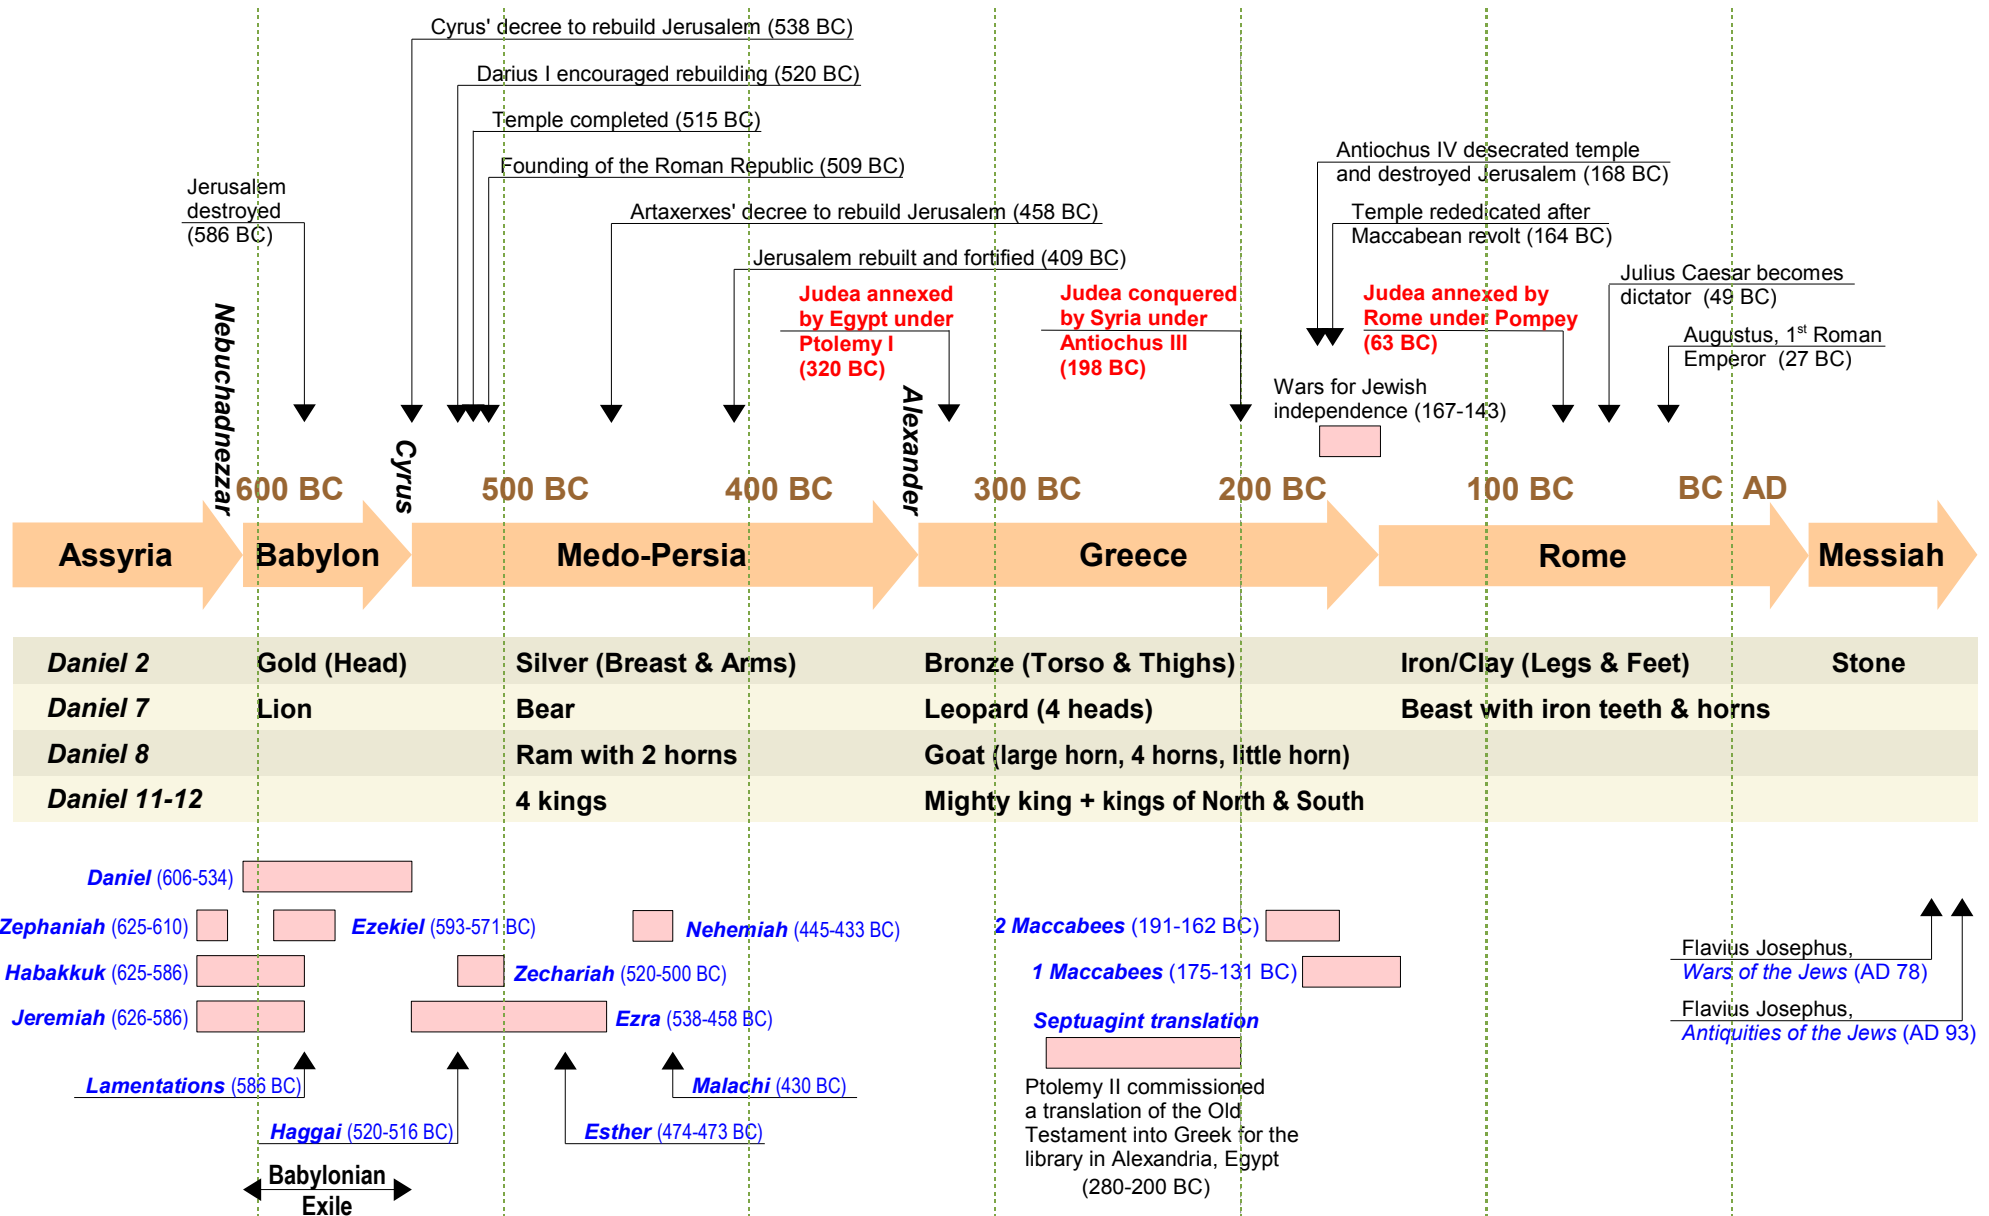 Cyrus' decree to rebuild Jerusalem (538 BC)
Darius I encouraged rebuilding (520 BC)
Temple completed (515 BC)
Founding of the Roman Republic (509 BC)
Artaxerxes' decree to rebuild Jerusalem (458 BC)
Jerusalem rebuilt and fortified (409 BC)
Jerusalem
destroyed
(586 BC)
Antiochus IV desecrated temple
and destroyed Jerusalem (168 BC)
Temple rededicated after
Maccabean revolt (164 BC)
Judea annexed
by Egypt under
Ptolemy I
(320 BC)
Judea conquered
by Syria under
Antiochus III
(198 BC)
Judea annexed by
Rome under Pompey
(63 BC)
Julius Caesar becomes
dictator (49 BC)
Augustus, 1st Roman
Emperor (27 BC)
Wars for Jewish
independence (167-143)
Nebuchadnezzar
Cyrus
Alexander
600 BC
500 BC
400 BC
300 BC
200 BC
100 BC
BC AD
Assyria
Babylon
Medo-Persia
Greece
Rome
Messiah
Daniel 2 Gold (Head) Silver (Breast & Arms) Bronze (Torso & Thighs) Iron/Clay (Legs & Feet) Stone
Daniel 7 Lion Bear Leopard (4 heads) Beast with iron teeth & horns
Daniel 8 Ram with 2 horns Goat (large horn, 4 horns, little horn)
Daniel 11-12 4 kings Mighty king + kings of North & South
Daniel (606-534)
Zephaniah (625-610)
Ezekiel (593-571 BC)
Nehemiah (445-433 BC)
2 Maccabees (191-162 BC)
Habakkuk (625-586)
Zechariah (520-500 BC)
1 Maccabees (175-131 BC)
Jeremiah (626-586)
Ezra (538-458 BC)
Septuagint translation
Flavius Josephus,
Wars of the Jews (AD 78)
Flavius Josephus,
Antiquities of the Jews (AD 93)
Lamentations (586 BC)
Malachi (430 BC)
Haggai (520-516 BC)
Esther (474-473 BC)
Ptolemy II commissioned
a translation of the Old
Testament into Greek for the
library in Alexandria, Egypt
(280-200 BC)
Babylonian
Exile